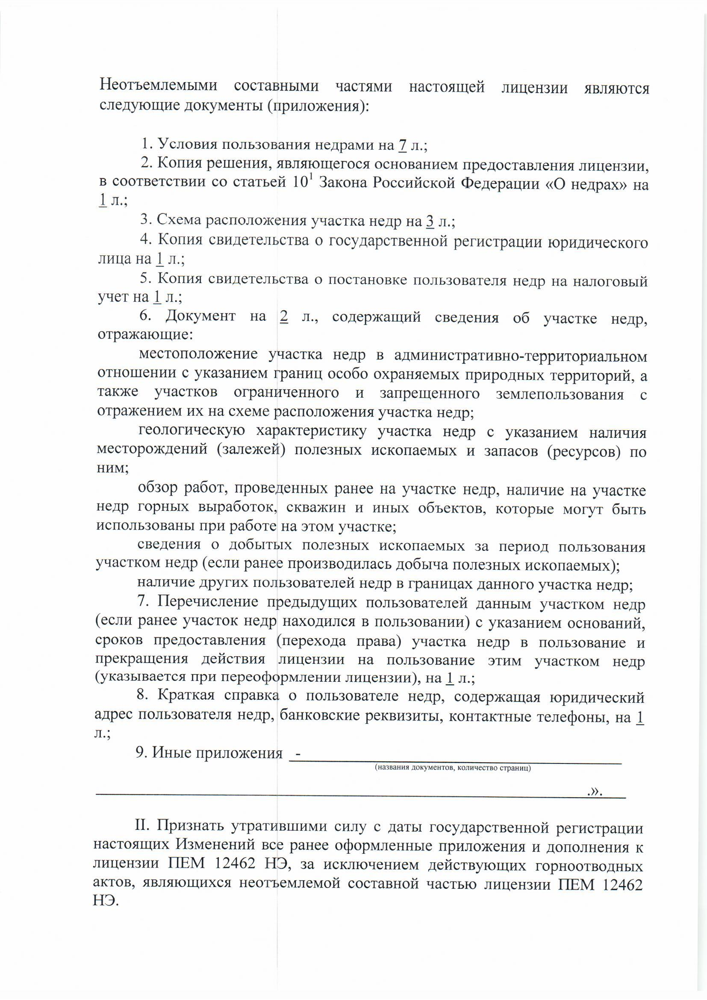 Неотъемлемыми составными частями настоящей лицензии являются
следующие документы (приложения):
1. Условия пользования недрами на 7 л.;
2. Копия решения, являющегося основанием предоставления лицензии,
в соответствии со статьей 10¹ Закона Российской Федерации «О недрах» на
1 л.;
3. Схема расположения участка недр на 3 л.;
4. Копия свидетельства о государственной регистрации юридического
лица на 1 л.;
5. Копия свидетельства о постановке пользователя недр на налоговый
учет на 1 л.;
6. Документ на 2 л., содержащий сведения об участке недр,
отражающие:
местоположение участка недр в административно-территориальном
отношении с указанием границ особо охраняемых природных территорий, а
также участков ограниченного и запрещенного землепользования с
отражением их на схеме расположения участка недр;
геологическую характеристику участка недр с указанием наличия
месторождений (залежей) полезных ископаемых и запасов (ресурсов) по
ним;
обзор работ, проведенных ранее на участке недр, наличие на участке
недр горных выработок, скважин и иных объектов, которые могут быть
использованы при работе на этом участке;
сведения о добытых полезных ископаемых за период пользования
участком недр (если ранее производилась добыча полезных ископаемых);
наличие других пользователей недр в границах данного участка недр;
7. Перечисление предыдущих пользователей данным участком недр
(если ранее участок недр находился в пользовании) с указанием оснований,
сроков предоставления (перехода права) участка недр в пользование и
прекращения действия лицензии на пользование этим участком недр
(указывается при переоформлении лицензии), на 1 л.;
8. Краткая справка о пользователе недр, содержащая юридический
адрес пользователя недр, банковские реквизиты, контактные телефоны, на 1
л.;
9. Иные приложения -
(названия документов, количество страниц)
.».
II. Признать утратившими силу с даты государственной регистрации
настоящих Изменений все ранее оформленные приложения и дополнения к
лицензии ПЕМ 12462 НЭ, за исключением действующих горноотводных
актов, являющихся неотъемлемой составной частью лицензии ПЕМ 12462
НЭ.